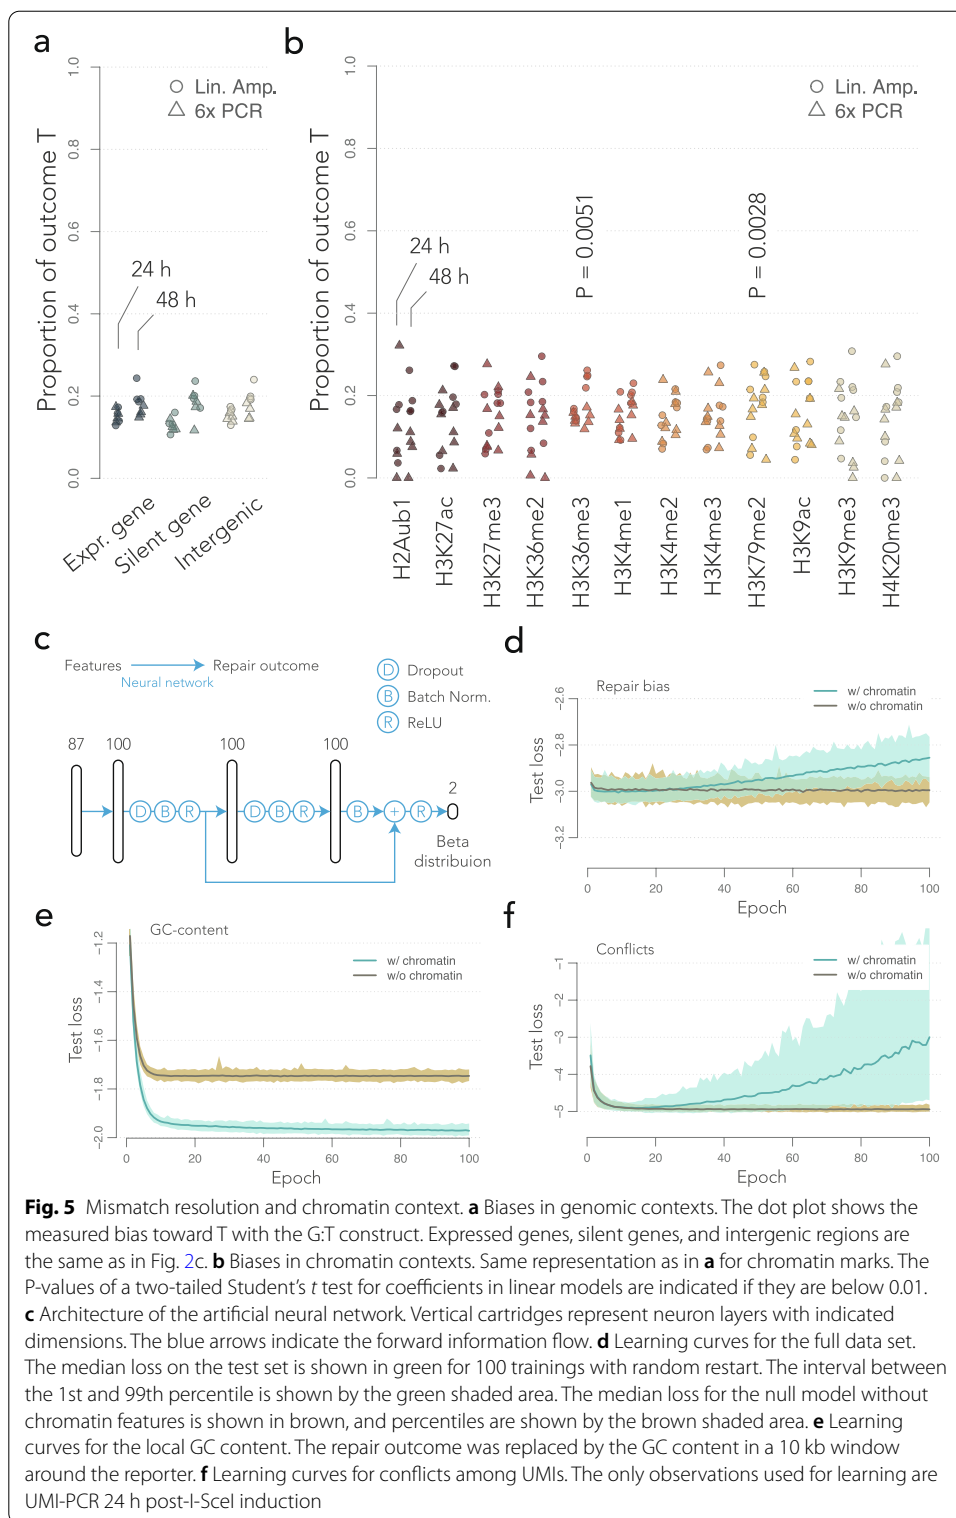 a
Proportion of outcome T
0.0
0.2
0.4
0.6
0.8
1.0
Lin. Amp.
6x PCR
24 h
48 h
Expr. gene
Silent gene
Intergenic
b
Proportion of outcome T
0.0
0.2
0.4
0.6
0.8
1.0
Lin. Amp.
6x PCR
24 h
48 h
P = 0.0051
P = 0.0028
H2Aub1
H3K27ac
H3K27me3
H3K36me2
H3K36me3
H3K4me1
H3K4me2
H3K4me3
H3K79me2
H3K9ac
H3K9me3
H4K20me3
c
Features
Repair outcome
Neural network
D Dropout
B Batch Norm.
R ReLU
87
100
100
100
2
D B R
D B R
B + R
Beta
distribuion
d
Repair bias
w/ chromatin
w/o chromatin
Test loss
−2.6
−2.8
−3.0
−3.2
0 20 40 60 80 100
Epoch
e
GC-content
w/ chromatin
w/o chromatin
Test loss
−1.2
−1.4
−1.6
−1.8
−2.0
0 20 40 60 80 100
Epoch
f
Conflicts
w/ chromatin
w/o chromatin
Test loss
−1
−2
−3
−4
−5
0 20 40 60 80 100
Epoch
Fig. 5 Mismatch resolution and chromatin context. a Biases in genomic contexts. The dot plot shows the
measured bias toward T with the G:T construct. Expressed genes, silent genes, and intergenic regions are
the same as in Fig. 2c. b Biases in chromatin contexts. Same representation as in a for chromatin marks. The
P-values of a two-tailed Student's t test for coefficients in linear models are indicated if they are below 0.01.
c Architecture of the artificial neural network. Vertical cartridges represent neuron layers with indicated
dimensions. The blue arrows indicate the forward information flow. d Learning curves for the full data set.
The median loss on the test set is shown in green for 100 trainings with random restart. The interval between
the 1st and 99th percentile is shown by the green shaded area. The median loss for the null model without
chromatin features is shown in brown, and percentiles are shown by the brown shaded area. e Learning
curves for the local GC content. The repair outcome was replaced by the GC content in a 10 kb window
around the reporter. f Learning curves for conflicts among UMIs. The only observations used for learning are
UMI-PCR 24 h post-I-SceI induction